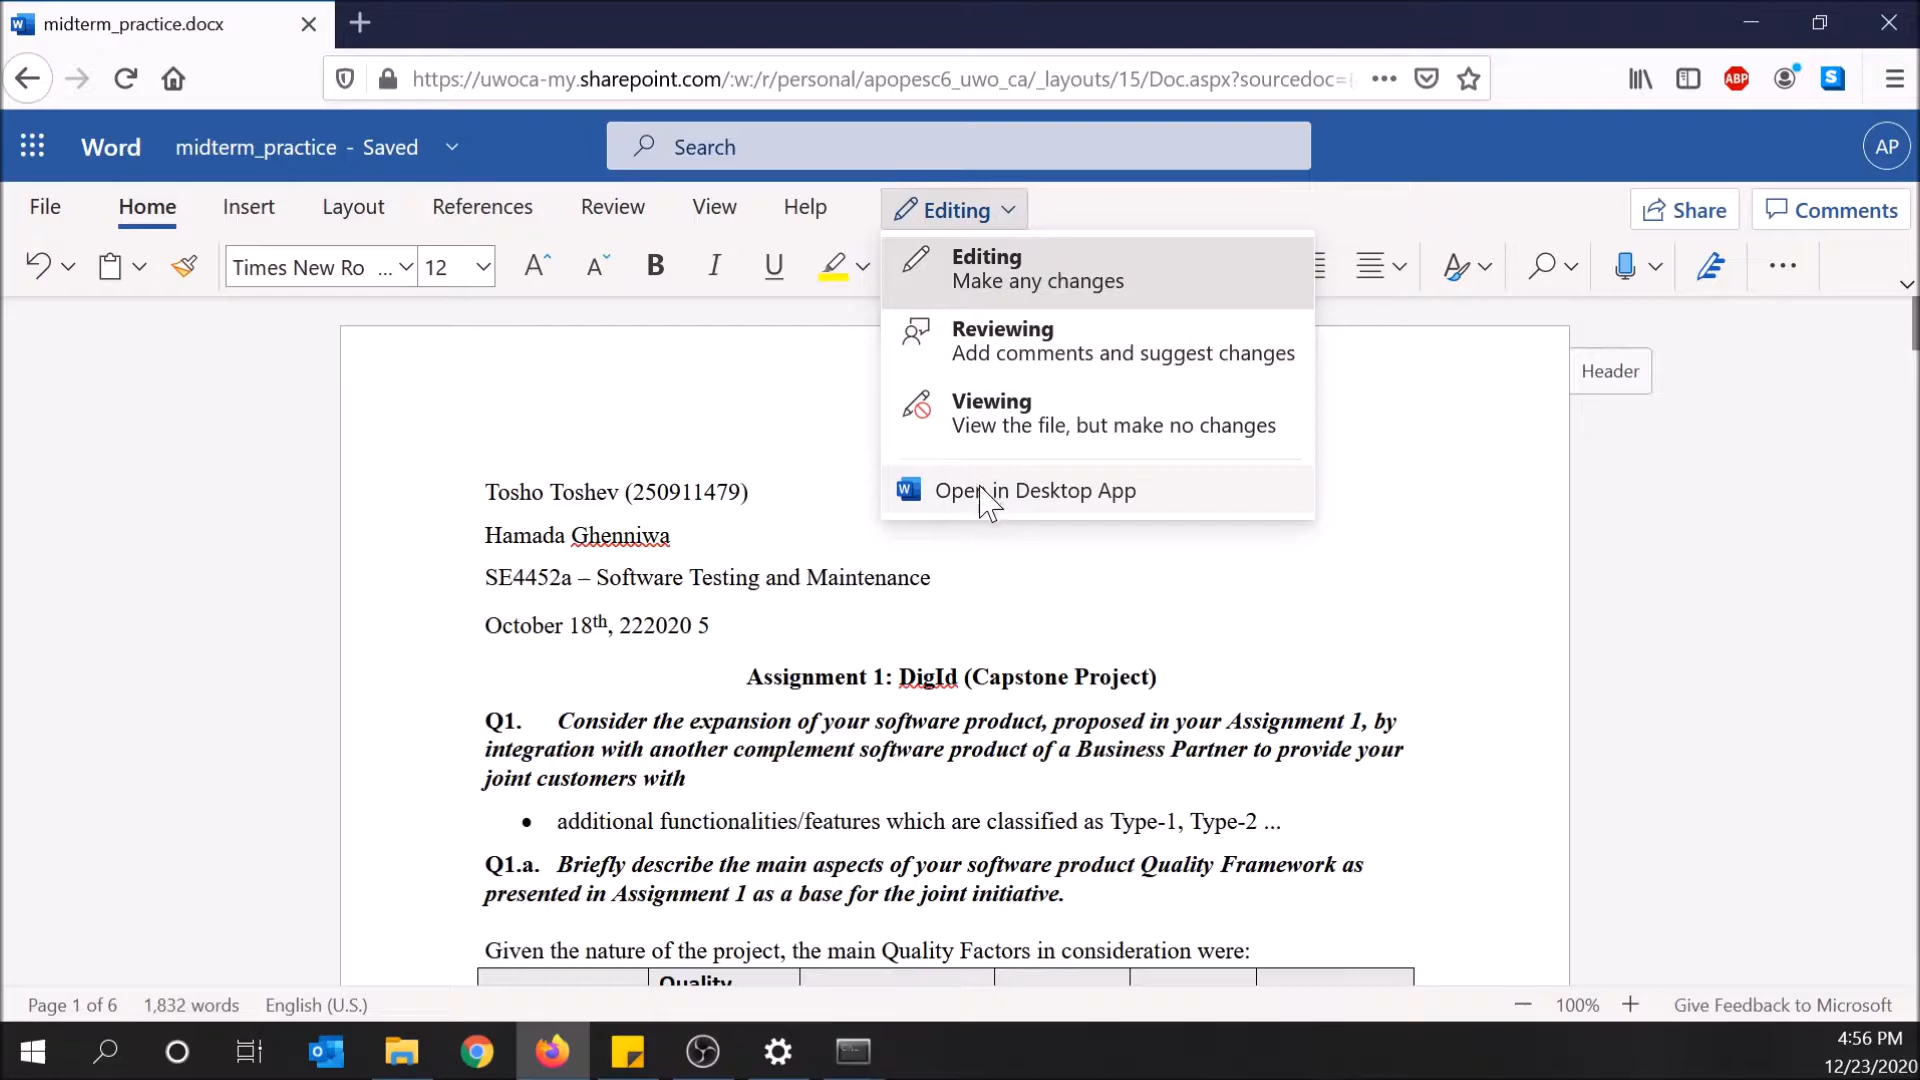 midterm_practice.docx
https://uwoca-my.sharepoint.com/:w:/r/personal/apopesc6_uwo_ca/_layouts/15/Doc.aspx?sourcedoc=
ABP
S
Word midterm_practice - Saved
Search
AP
File Home Insert Layout References Review View Help Editing Share Comments
Times New Ro ... 12 A A B I U
Editing
Make any changes
Reviewing
Add comments and suggest changes
Viewing
View the file, but make no changes
Open in Desktop App
Header
Tosho Toshev (250911479)
Hamada Ghenniwa
SE4452a – Software Testing and Maintenance
October 18th, 222020 5
Assignment 1: DigId (Capstone Project)
Q1. Consider the expansion of your software product, proposed in your Assignment 1, by
integration with another complement software product of a Business Partner to provide your
joint customers with
• additional functionalities/features which are classified as Type-1, Type-2 ...
Q1.a. Briefly describe the main aspects of your software product Quality Framework as
presented in Assignment 1 as a base for the joint initiative.
Given the nature of the project, the main Quality Factors in consideration were:
Quality
Page 1 of 6 1,832 words English (U.S.) 100% Give Feedback to Microsoft
4:56 PM
12/23/2020